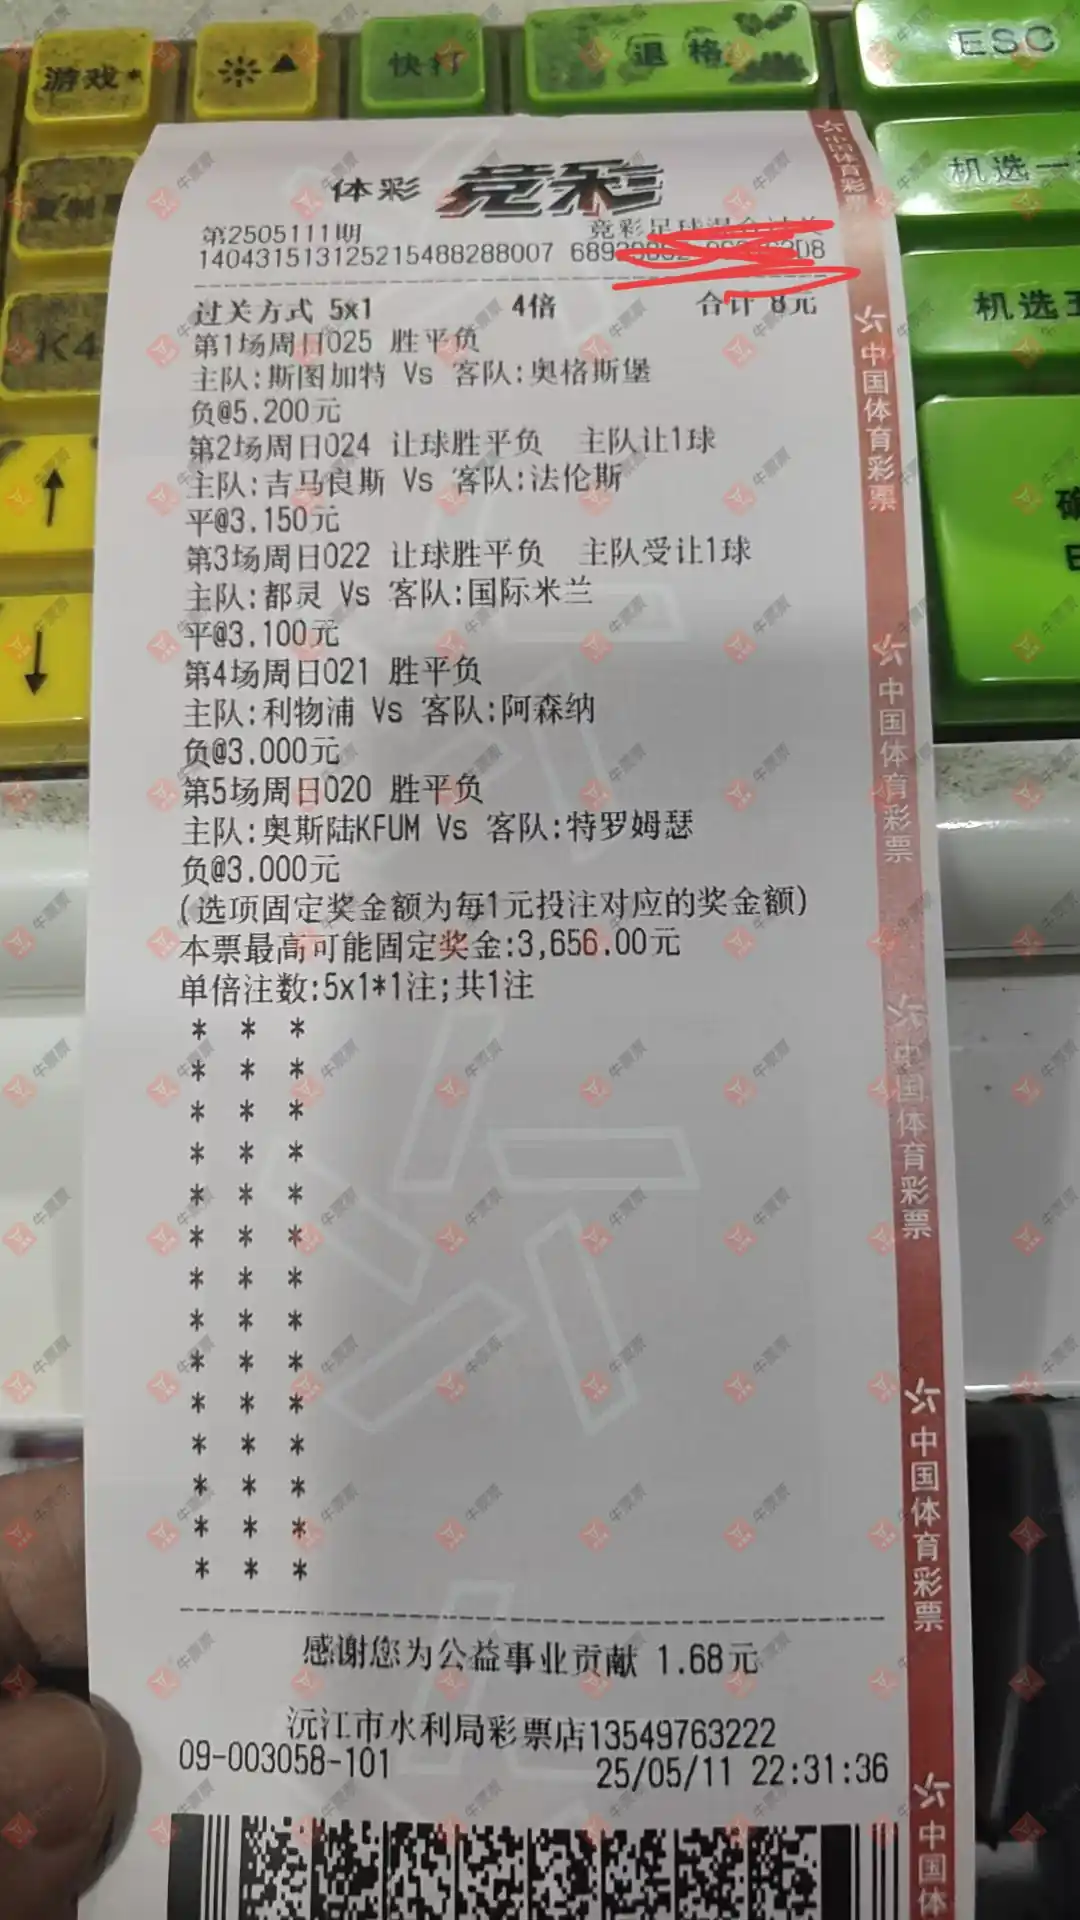 游戏*
快打
退格
ESC
机选一
机选五
K4
确
体彩 竞彩
第2505111期
竞彩足球混合过关
140431513125215488288007
过关方式 5x1 4倍 合计 8元
第1场周日025 胜平负
主队:斯图加特 Vs 客队:奥格斯堡
负@5.200元
第2场周日024 让球胜平负 主队让1球
主队:吉马良斯 Vs 客队:法伦斯
平@3.150元
第3场周日022 让球胜平负 主队受让1球
主队:都灵 Vs 客队:国际米兰
平@3.100元
第4场周日021 胜平负
主队:利物浦 Vs 客队:阿森纳
负@3.000元
第5场周日020 胜平负
主队:奥斯陆KFUM Vs 客队:特罗姆瑟
负@3.000元
(选项固定奖金额为每1元投注对应的奖金额)
本票最高可能固定奖金:3,656.00元
单倍注数:5x1*1注;共1注
* * *
* * *
* * *
* * *
* * *
* * *
* * *
* * *
* * *
* * *
* * *
* * *
* * *
* * *
感谢您为公益事业贡献 1.68元
沅江市水利局彩票店13549763222
09-003058-101 25/05/11 22:31:36
中国体育彩票
中国体育彩票
中国体育彩票
中国体育彩票
中国体育彩票
中国体
牛票票